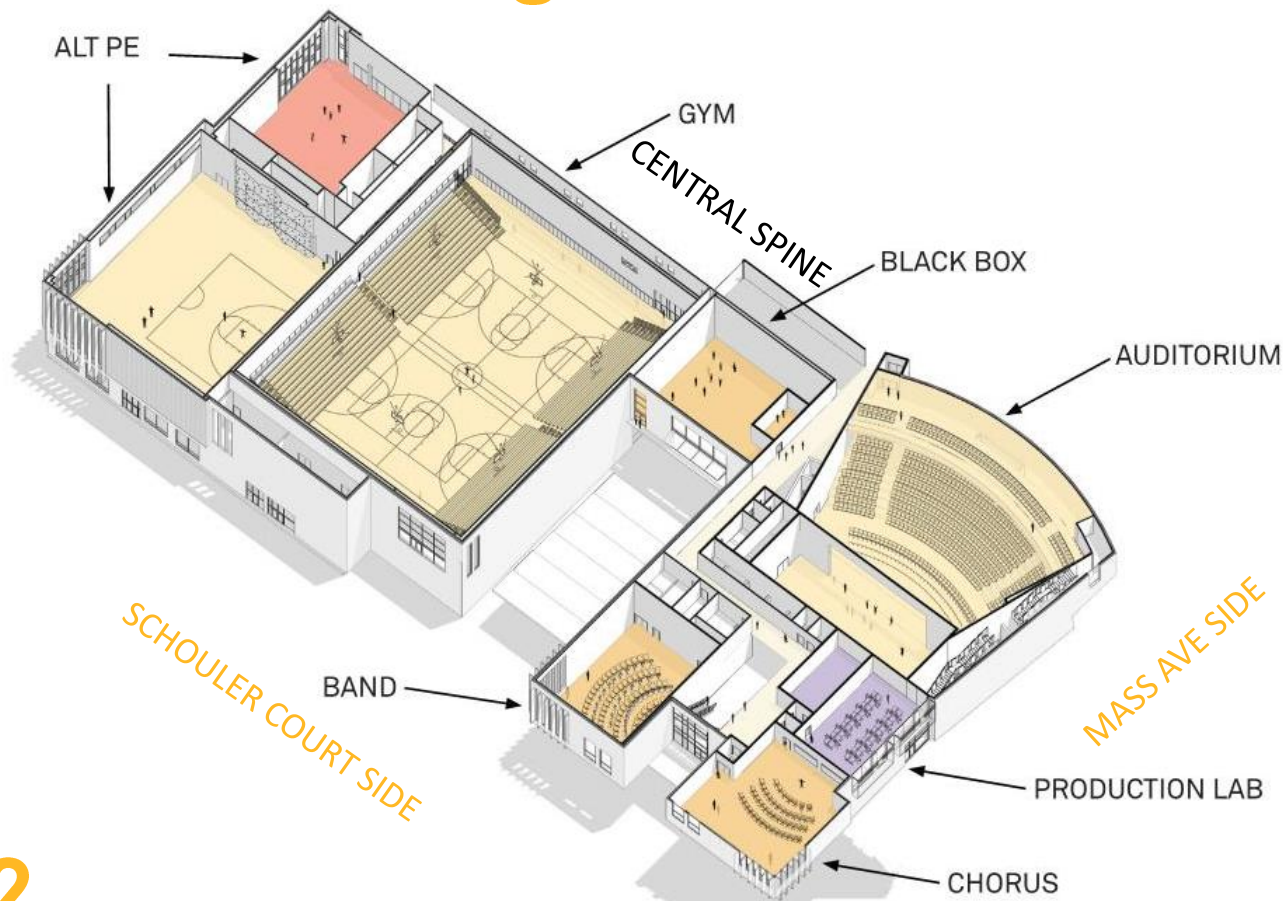 ALT PE
GYM
CENTRAL SPINE
BLACK BOX
AUDITORIUM
SCHOULER COURT SIDE
BAND
MASS AVE SIDE
PRODUCTION LAB
CHORUS
2